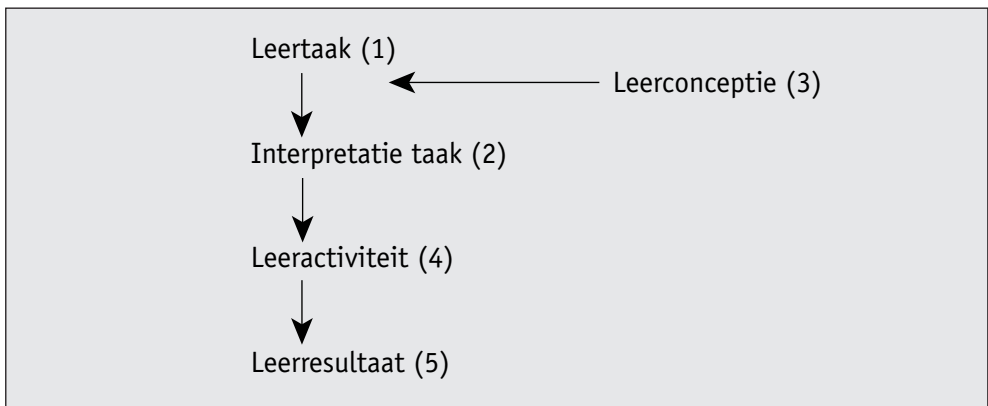 Leertaak (1)
Leerconceptie (3)
Interpretatie taak (2)
Leeractiviteit (4)
Leerresultaat (5)